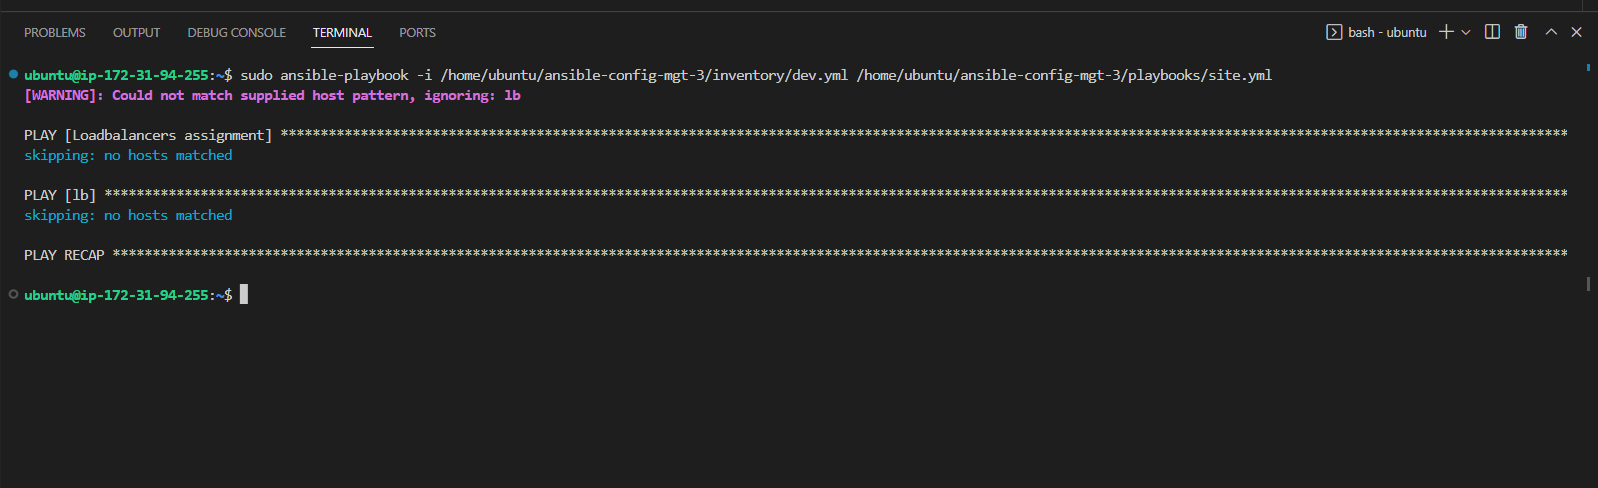 PROBLEMS OUTPUT DEBUG CONSOLE TERMINAL PORTS bash - ubuntu
ubuntu@ip-172-31-94-255:~$ sudo ansible-playbook -i /home/ubuntu/ansible-config-mgt-3/inventory/dev.yml /home/ubuntu/ansible-config-mgt-3/playbooks/site.yml
[WARNING]: Could not match supplied host pattern, ignoring: lb
PLAY [Loadbalancers assignment] *****************************************************************************************************************************************************************
skipping: no hosts matched
PLAY [lb] ***************************************************************************************************************************************************************************************
skipping: no hosts matched
PLAY RECAP **************************************************************************************************************************************************************************************
ubuntu@ip-172-31-94-255:~$